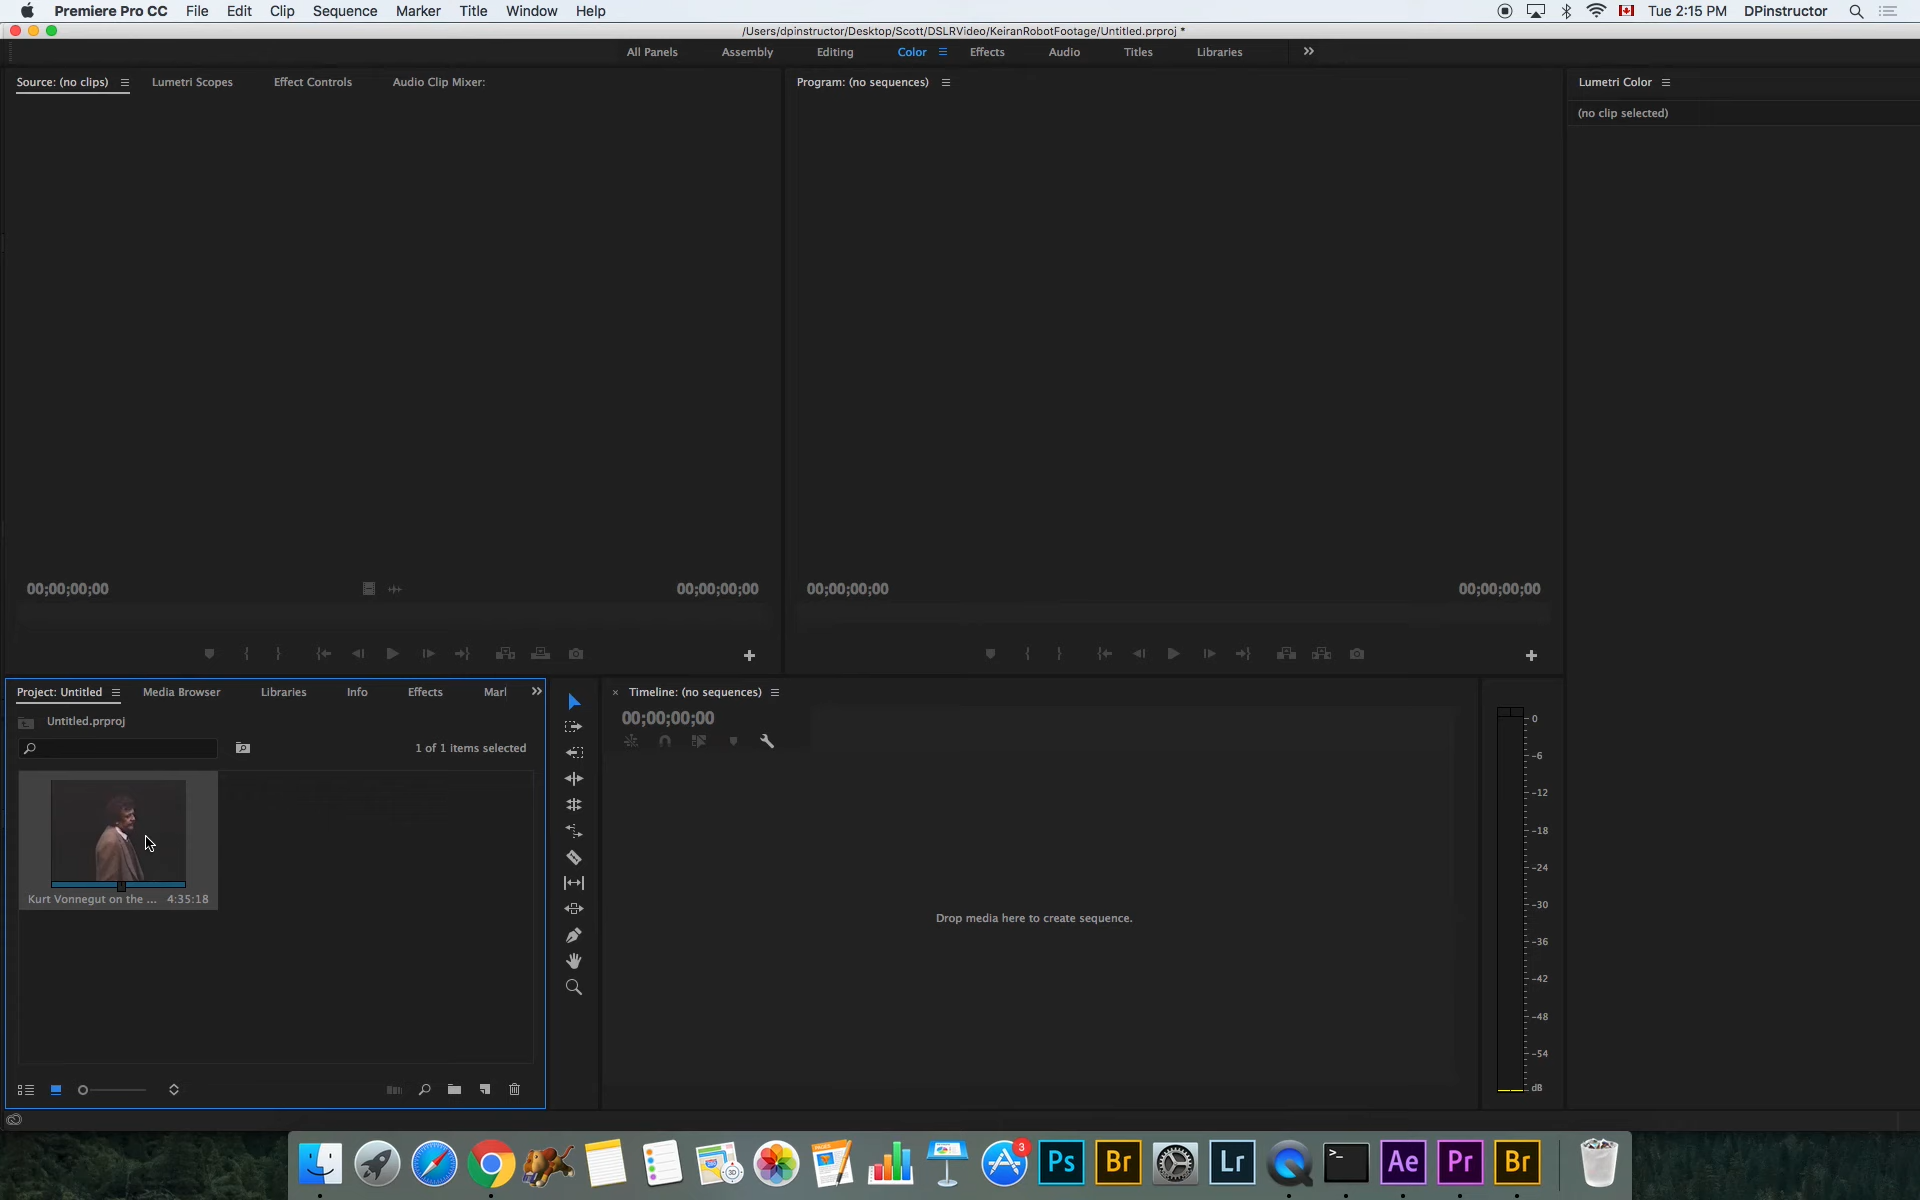 Premiere Pro CC File Edit Clip Sequence Marker Title Window Help Tue 2:15 PM DPinstructor
/Users/dpinstructor/Desktop/Scott/DSLRVideo/KeiranRobotFootage/Untitled.prproj *
All Panels Assembly Editing Color Effects Audio Titles Libraries
Source: (no clips) Lumetri Scopes Effect Controls Audio Clip Mixer:
Program: (no sequences)
Lumetri Color
(no clip selected)
00;00;00;00 00;00;00;00
00;00;00;00 00;00;00;00
Project: Untitled Media Browser Libraries Info Effects Marl
Untitled.prproj
1 of 1 items selected
Kurt Vonnegut on the ... 4:35:18
Timeline: (no sequences)
00;00;00;00
Drop media here to create sequence.
0
-6
-12
-18
-24
-30
-36
-42
-48
-54
dB
3D
3
Ps
Br
Lr
>_
Ae
Pr
Br